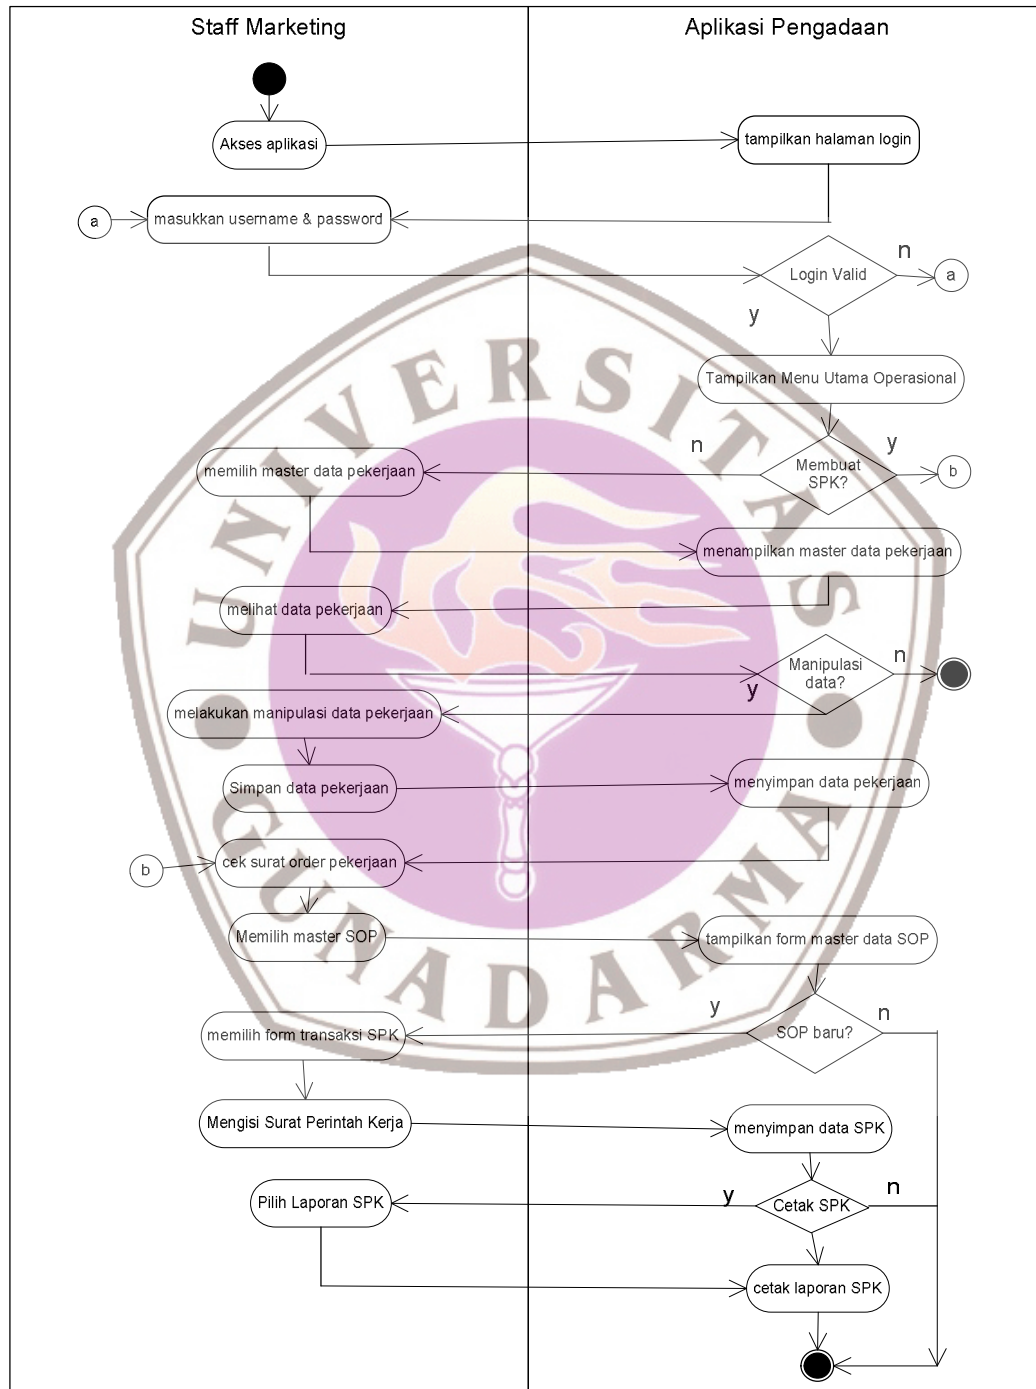 Staff Marketing
Aplikasi Pengadaan
Akses aplikasi
tampilkan halaman login
a
masukkan username & password
Login Valid
n
a
y
Tampilkan Menu Utama Operasional
n
y
memilih master data pekerjaan
Membuat
SPK?
b
menampilkan master data pekerjaan
melihat data pekerjaan
Manipulasi
data?
n
y
melakukan manipulasi data pekerjaan
Simpan data pekerjaan
menyimpan data pekerjaan
b
cek surat order pekerjaan
Memilih master SOP
tampilkan form master data SOP
y
n
memilih form transaksi SPK
SOP baru?
Mengisi Surat Perintah Kerja
menyimpan data SPK
Pilih Laporan SPK
y
Cetak SPK
n
cetak laporan SPK
UNIVERSITAS
GUNADARMA